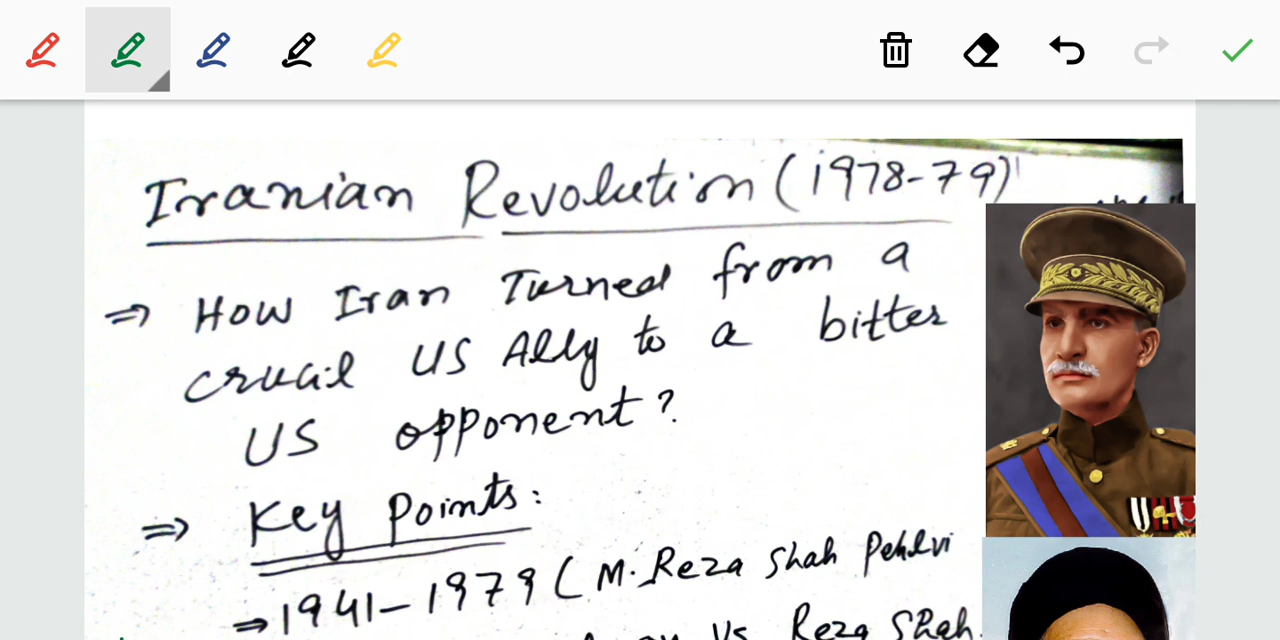 Iranian Revolution (1978-79)
⇒ How Iran Turned from a
crucial US Ally to a bitter
US opponent?
⇒ Key Points:
⇒ 1941-1979 (M. Reza Shah Pehlvi
Vs Reza Shah.